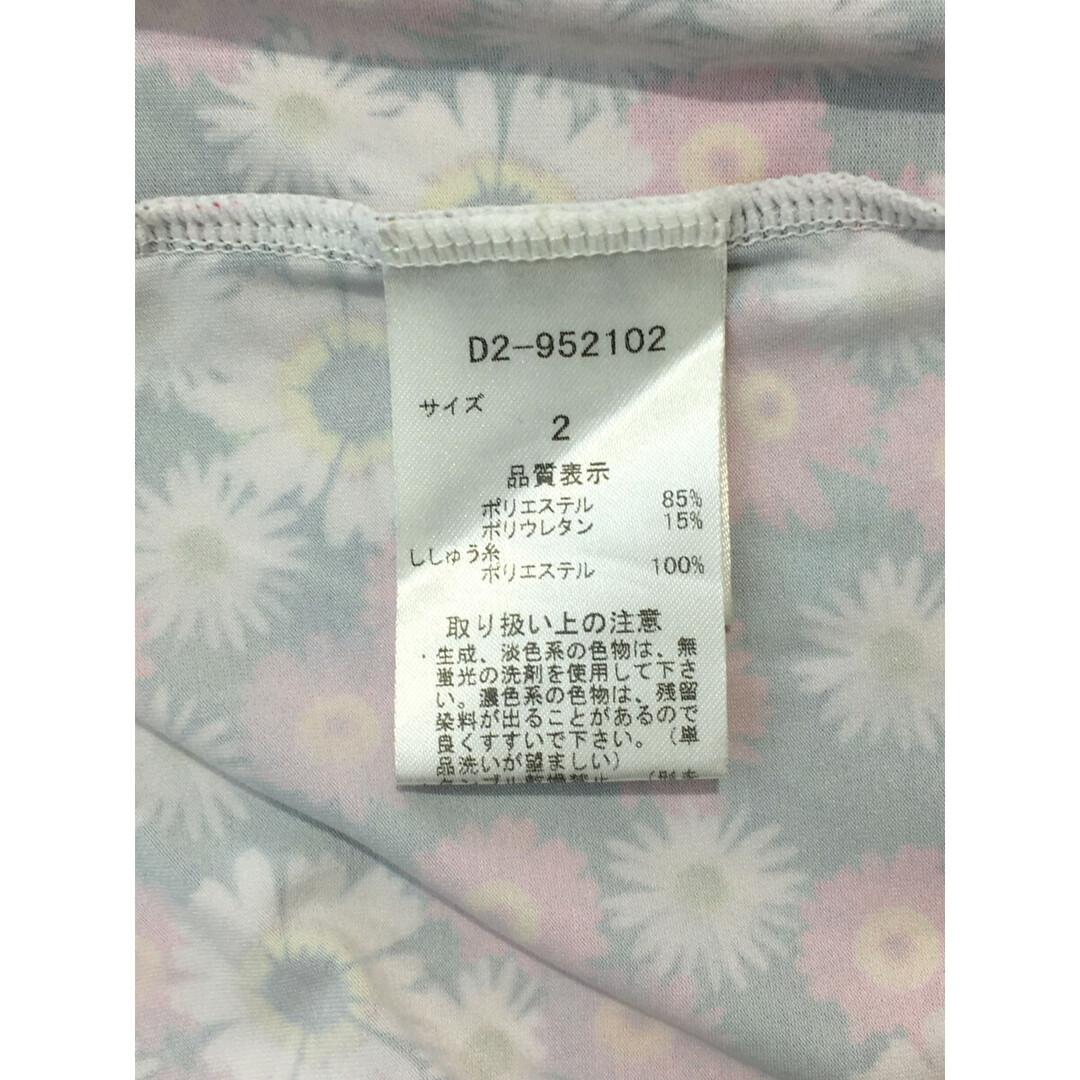 D2-952102
サイズ
2
品質表示
ポリエステル 85%
ポリウレタン 15%
ししゅう糸
ポリエステル 100%
取り扱い上の注意
・生成、淡色系の色物は、無
蛍光の洗剤を使用して下さ
い。濃色系の色物は、残留
染料が出ることがあるので
良くすすいで下さい。（単
品洗いが望ましい）